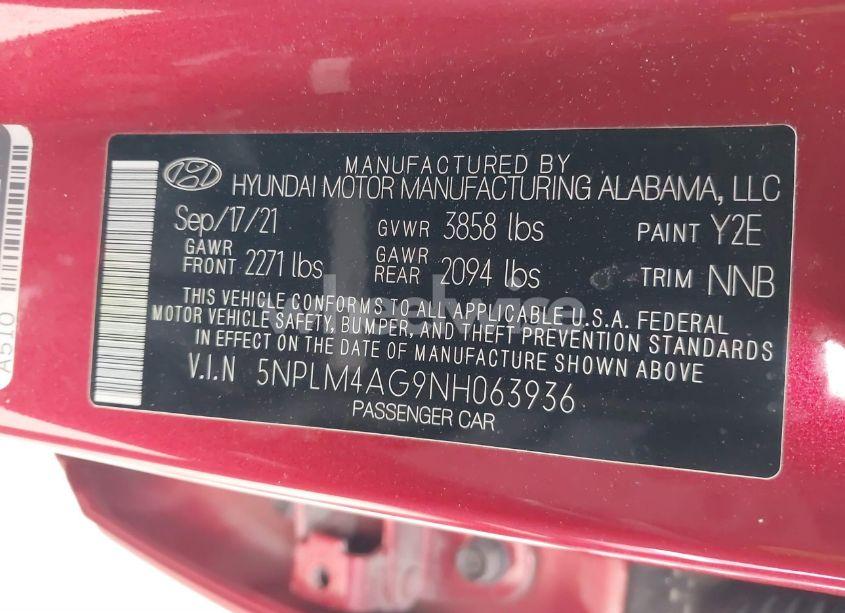 MANUFACTURED BY
HYUNDAI MOTOR MANUFACTURING ALABAMA, LLC
Sep/17/21 GVWR 3858 lbs PAINT Y2E
GAWR FRONT 2271 lbs GAWR REAR 2094 lbs TRIM NNB
THIS VEHICLE CONFORMS TO ALL APPLICABLE U.S.A. FEDERAL
MOTOR VEHICLE SAFETY, BUMPER, AND THEFT PREVENTION STANDARDS
IN EFFECT ON THE DATE OF MANUFACTURE SHOWN ABOVE
V.I.N 5NPLM4AG9NH063936
PASSENGER CAR
A510